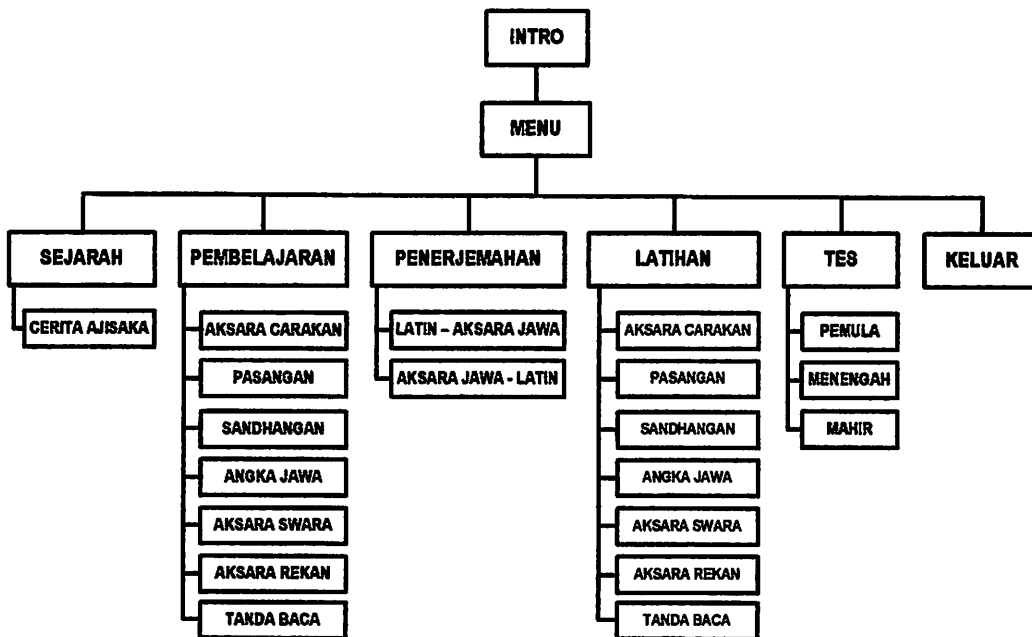 INTRO
MENU
SEJARAH
PEMBELAJARAN
PENERJEMAHAN
LATIHAN
TES
KELUAR
CERITA AJISAKA
AKSARA CARAKAN
PASANGAN
SANDHANGAN
ANGKA JAWA
AKSARA SWARA
AKSARA REKAN
TANDA BACA
LATIN – AKSARA JAWA
AKSARA JAWA - LATIN
AKSARA CARAKAN
PASANGAN
SANDHANGAN
ANGKA JAWA
AKSARA SWARA
AKSARA REKAN
TANDA BACA
PEMULA
MENENGAH
MAHIR